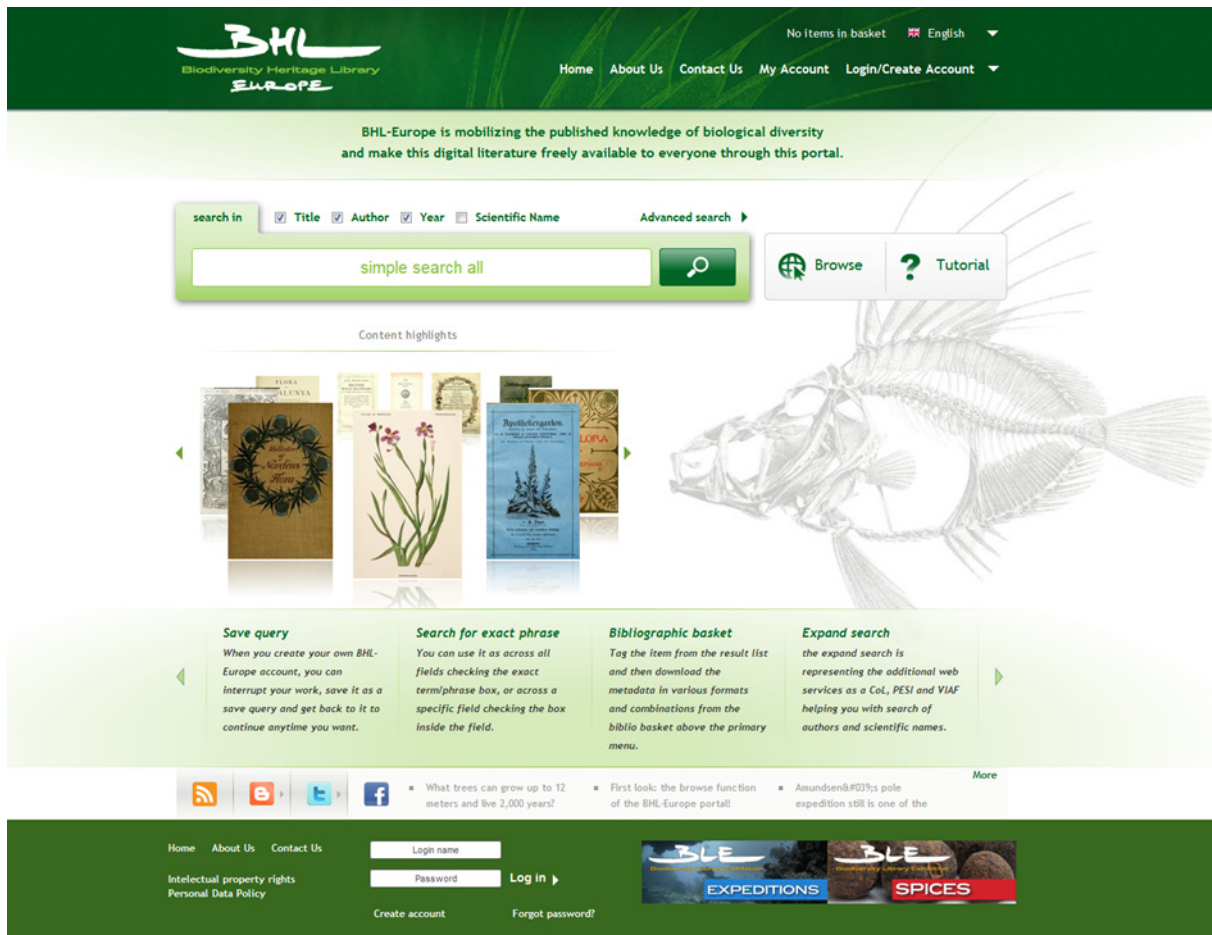 BHL
Biodiversity Heritage Library
EUROPE
No items in basket English
Home About Us Contact Us My Account Login/Create Account
BHL-Europe is mobilizing the published knowledge of biological diversity
and make this digital literature freely available to everyone through this portal.
search in Title Author Year Scientific Name Advanced search
simple search all
Browse ? Tutorial
Content highlights
FLORA
Nordens
Flora
Apothekergarten.
Save query
When you create your own BHL-
Europe account, you can
interrupt your work, save it as a
save query and get back to it to
continue anytime you want.
Search for exact phrase
You can use it as across all
fields checking the exact
term/phrase box, or across a
specific field checking the box
inside the field.
Bibliographic basket
Tag the item from the result list
and then download the
metadata in various formats
and combinations from the
biblio basket above the primary
menu.
Expand search
the expand search is
representing the additional web
services as a CoL, PESI and VIAF
helping you with search of
authors and scientific names.
More
What trees can grow up to 12
meters and live 2,000 years?
First look: the browse function
of the BHL-Europe portal!
Amundsen&#039;s pole
expedition still is one of the
Home About Us Contact Us
Intelectual property rights
Personal Data Policy
Login name
Password
Log in
Create account Forgot password?
BLE
Biodiversity Library Exhibition
EXPEDITIONS
BLE
Biodiversity Library Exhibition
SPICES